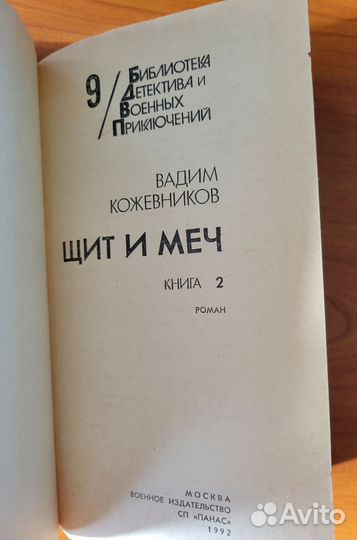 9/ БИБЛИОТЕКА
ДЕТЕКТИВА И
ВОЕННЫХ
ПРИКЛЮЧЕНИЙ
ВАДИМ
КОЖЕВНИКОВ
ЩИТ И МЕЧ
КНИГА 2
РОМАН
МОСКВА
ВОЕННОЕ ИЗДАТЕЛЬСТВО
СП «ПАНАС»
1992
Avito